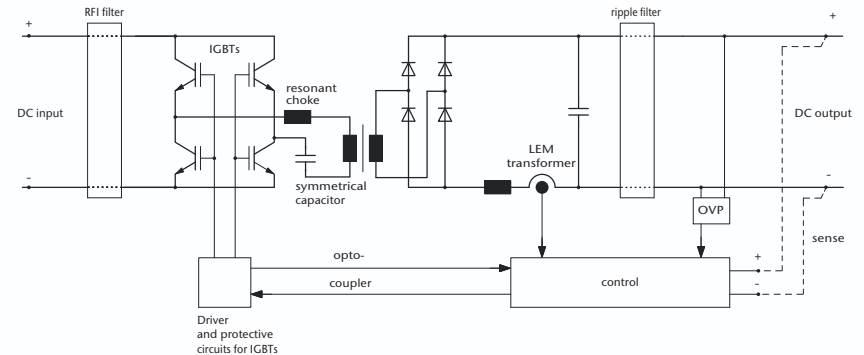 RFI filter
ripple filter
+
+
IGBTs
resonant
choke
DC input
DC output
LEM
transformer
-
-
symmetrical
capacitor
OVP
sense
opto-
+
coupler
control
-
Driver
and protective
circuits for IGBTs